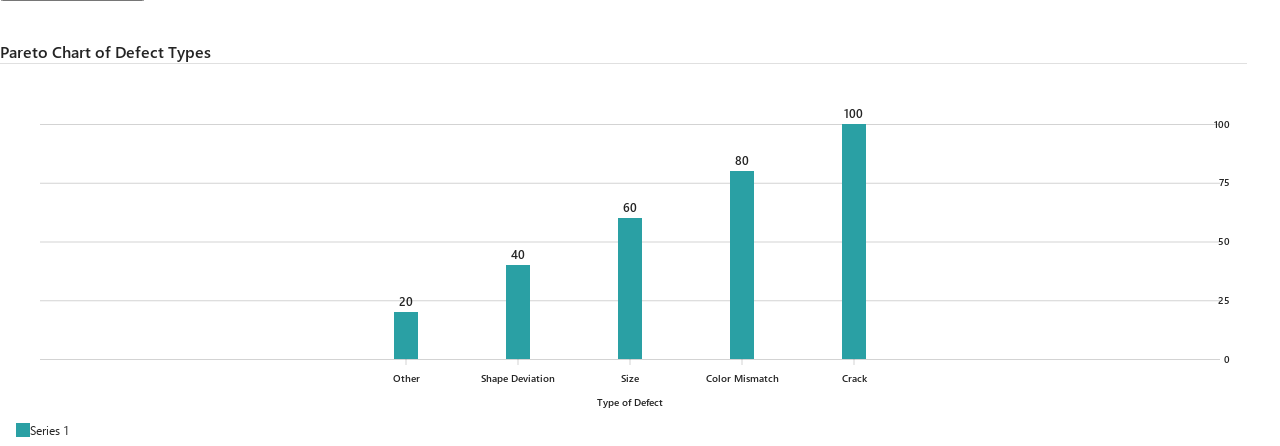 Pareto Chart of Defect Types
100
80
60
40
20
100
75
50
25
0
Other Shape Deviation Size Color Mismatch Crack
Type of Defect
Series 1